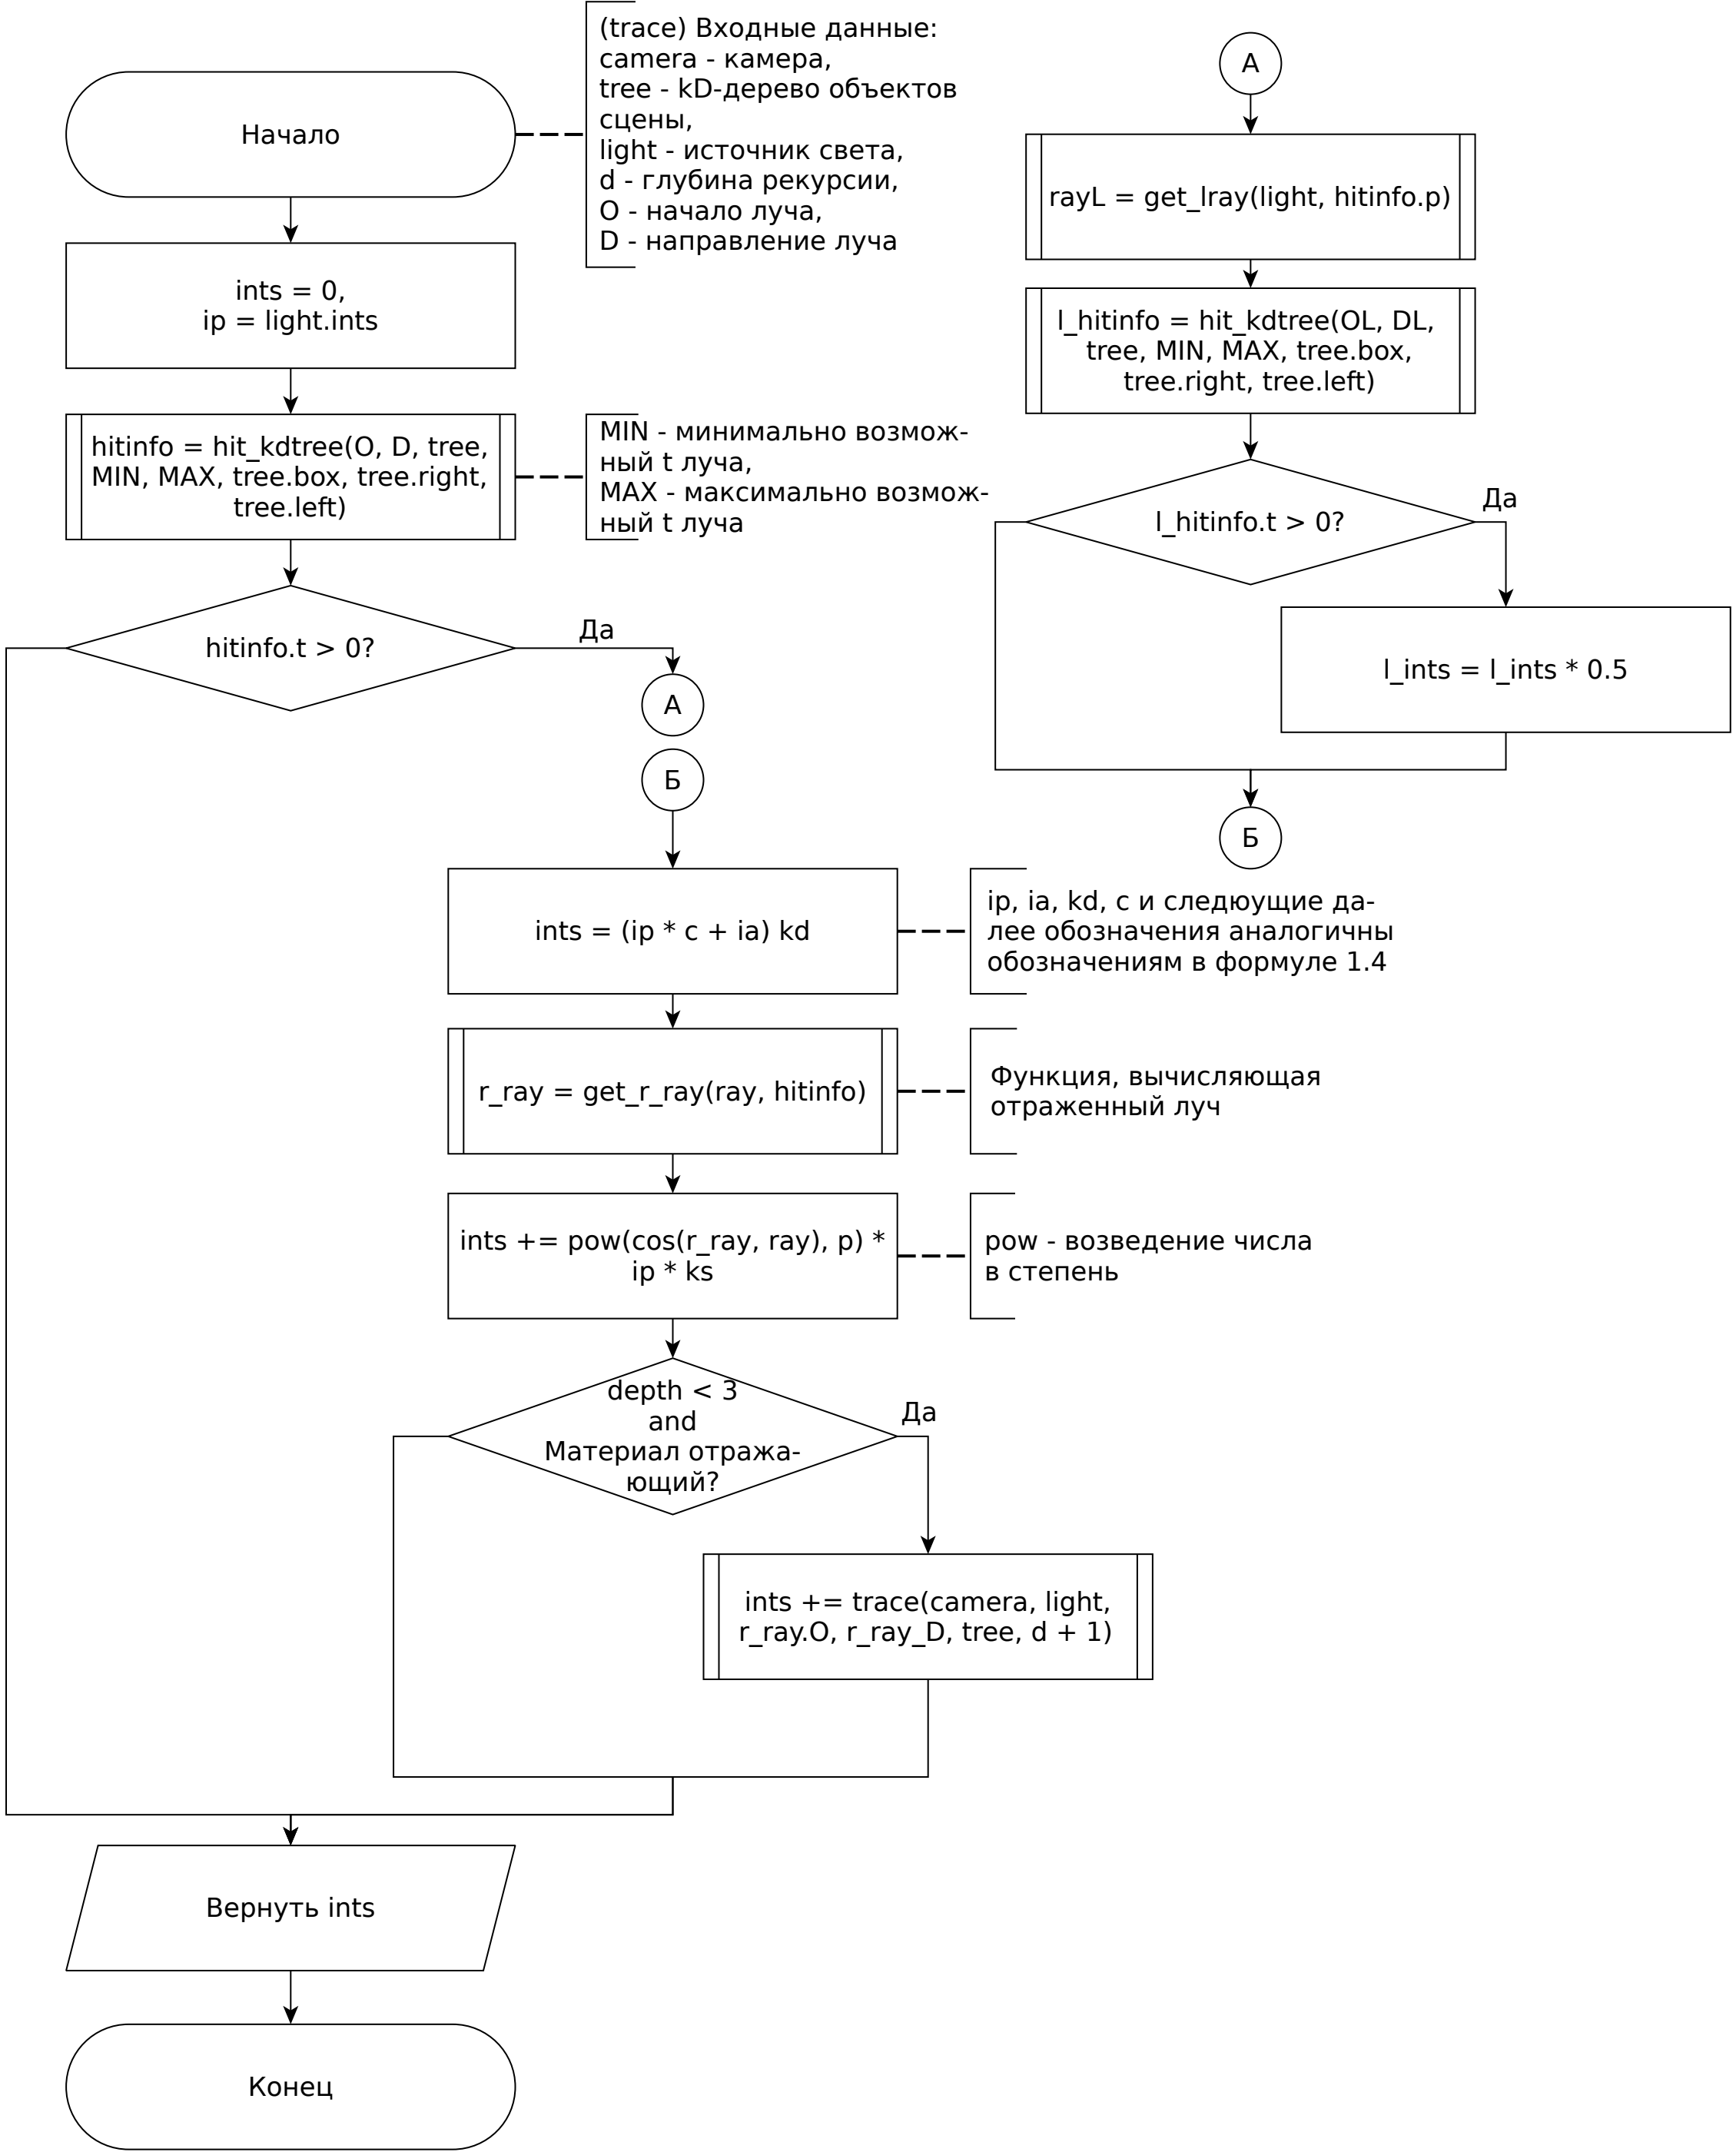 Начало
(trace) Входные данные:
camera - камера,
tree - kD-дерево объектов
сцены,
light - источник света,
d - глубина рекурсии,
O - начало луча,
D - направление луча
ints = 0,
ip = light.ints
hitinfo = hit_kdtree(O, D, tree,
MIN, MAX, tree.box, tree.right,
tree.left)
MIN - минимально возмож-
ный t луча,
MAX - максимально возмож-
ный t луча
hitinfo.t > 0?
Да
А
А
rayL = get_lray(light, hitinfo.p)
l_hitinfo = hit_kdtree(OL, DL,
tree, MIN, MAX, tree.box,
tree.right, tree.left)
l_hitinfo.t > 0?
Да
l_ints = l_ints * 0.5
Б
Б
ints = (ip * c + ia) kd
ip, ia, kd, c и следюущие да-
лее обозначения аналогичны
обозначениям в формуле 1.4
r_ray = get_r_ray(ray, hitinfo)
Функция, вычисляющая
отраженный луч
ints += pow(cos(r_ray, ray), p) *
ip * ks
pow - возведение числа
в степень
depth < 3
and
Материал отража-
ющий?
Да
ints += trace(camera, light,
r_ray.O, r_ray_D, tree, d + 1)
Вернуть ints
Конец